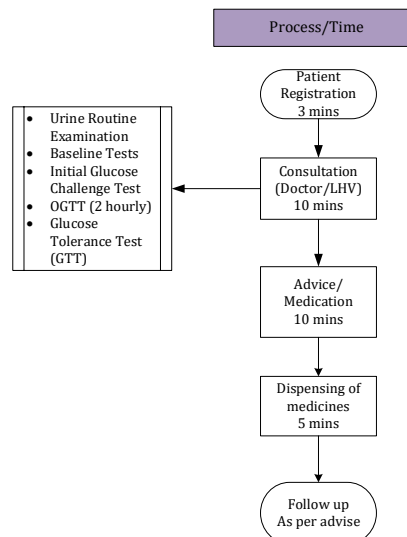 Process/Time
Patient
Registration
3 mins
• Urine Routine
Examination
• Baseline Tests
• Initial Glucose
Challenge Test
• OGTT (2 hourly)
• Glucose
Tolerance Test
(GTT)
Consultation
(Doctor/LHV)
10 mins
Advice/
Medication
10 mins
Dispensing of
medicines
5 mins
Follow up
As per advise